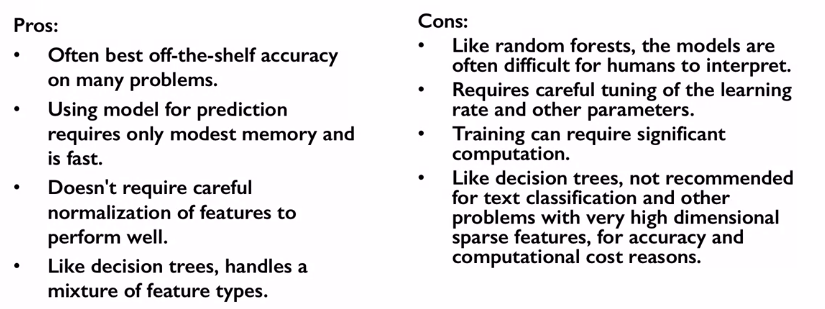 Pros:
• Often best off-the-shelf accuracy
on many problems.
• Using model for prediction
requires only modest memory and
is fast.
• Doesn't require careful
normalization of features to
perform well.
• Like decision trees, handles a
mixture of feature types.
Cons:
• Like random forests, the models are
often difficult for humans to interpret.
• Requires careful tuning of the learning
rate and other parameters.
• Training can require significant
computation.
• Like decision trees, not recommended
for text classification and other
problems with very high dimensional
sparse features, for accuracy and
computational cost reasons.